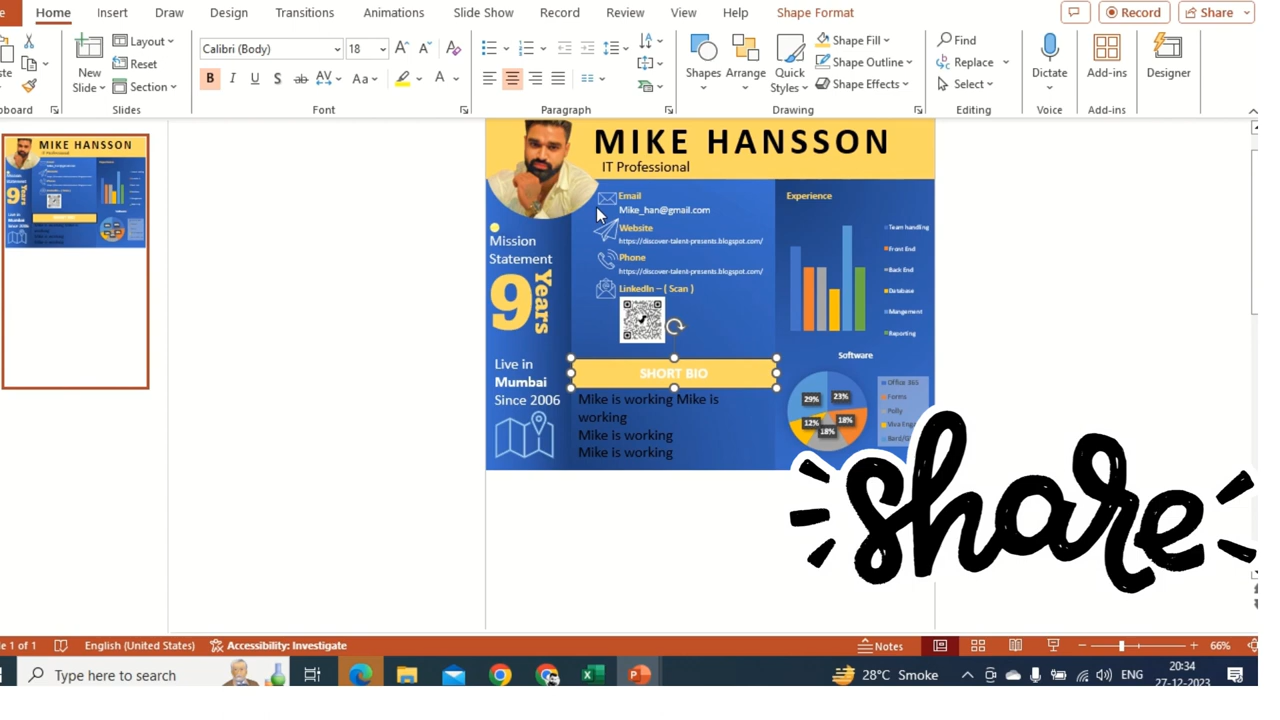 Home Insert Draw Design Transitions Animations Slide Show Record Review View Help Shape Format Record Share
Layout
Reset
Section
New
Slide
Slides
Calibri (Body) 18
B I U S ab AV Aa A
Font
Paragraph
Shapes
Arrange
Quick
Styles
Shape Fill
Shape Outline
Shape Effects
Drawing
Find
Replace
Select
Editing
Dictate
Voice
Add-ins
Add-ins
Designer
MIKE HANSSON
IT Professional
Email
Mike_han@gmail.com
Website
https://discover-talent-presents.blogspot.com/
Phone
https://discover-talent-presents.blogspot.com/
LinkedIn – ( Scan )
Mission
Statement
9 Years
Live in
Mumbai
Since 2006
SHORT BIO
Mike is working Mike is
working
Mike is working
Mike is working
Experience
Team handling
Front End
Back End
Database
Mangement
Reporting
Software
29% 23%
12% 18%
18%
Office 365
Forms
Polly
share
1 of 1 English (United States) Accessibility: Investigate Notes 66%
Type here to search
28°C Smoke ENG
20:34
27-12-2023